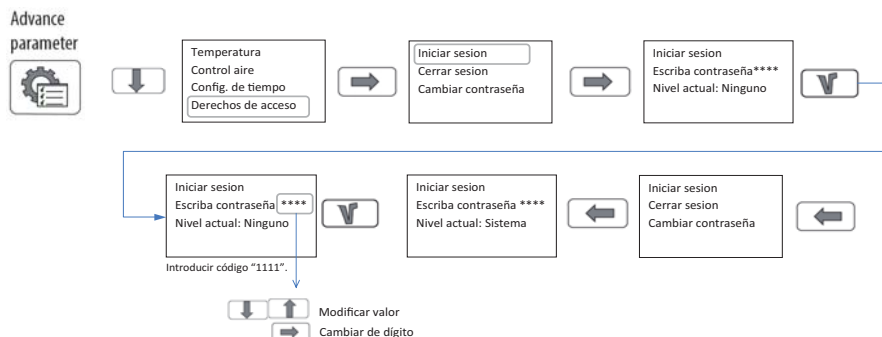 Advance
parameter
Temperatura
Control aire
Config. de tiempo
Derechos de acceso
Iniciar sesion
Cerrar sesion
Cambiar contraseña
Iniciar sesion
Escriba contraseña****
Nivel actual: Ninguno
Iniciar sesion
Escriba contraseña ****
Nivel actual: Ninguno
Introducir código “1111”.
Iniciar sesion
Escriba contraseña ****
Nivel actual: Sistema
Iniciar sesion
Cerrar sesion
Cambiar contraseña
Modificar valor
Cambiar de dígito